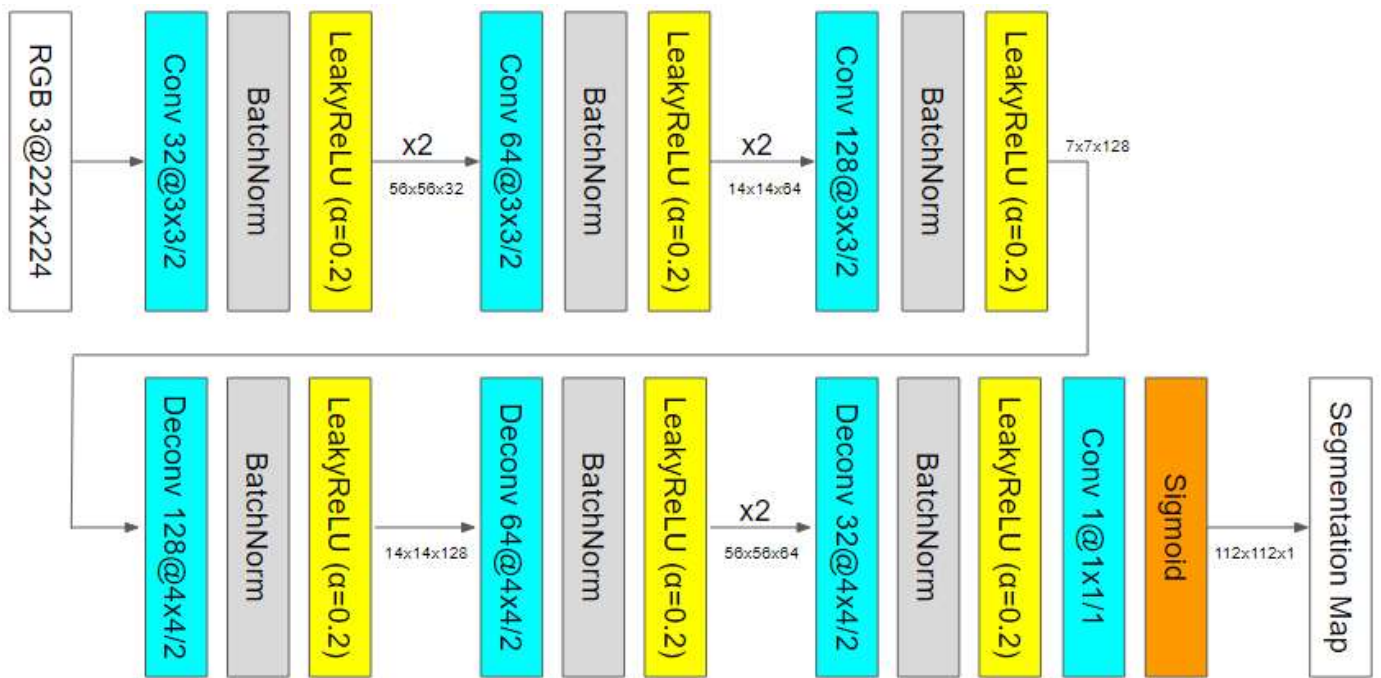 RGB 3@224x224
Conv 32@3x3/2
BatchNorm
LeakyReLU (α=0.2)
x2
56x56x32
Conv 64@3x3/2
BatchNorm
LeakyReLU (α=0.2)
x2
14x14x64
Conv 128@3x3/2
BatchNorm
LeakyReLU (α=0.2)
7x7x128
Deconv 128@4x4/2
BatchNorm
LeakyReLU (α=0.2)
14x14x128
Deconv 64@4x4/2
BatchNorm
LeakyReLU (α=0.2)
x2
56x56x64
Deconv 32@4x4/2
BatchNorm
LeakyReLU (α=0.2)
Conv 1@1x1/1
Sigmoid
112x112x1
Segmentation Map